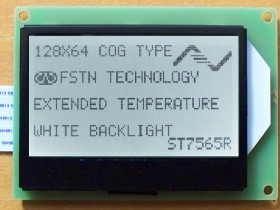 128X64 COG TYPE
FSTN TECHNOLOGY
EXTENDED TEMPERATURE
WHITE BACKLIGHT
ST7565R